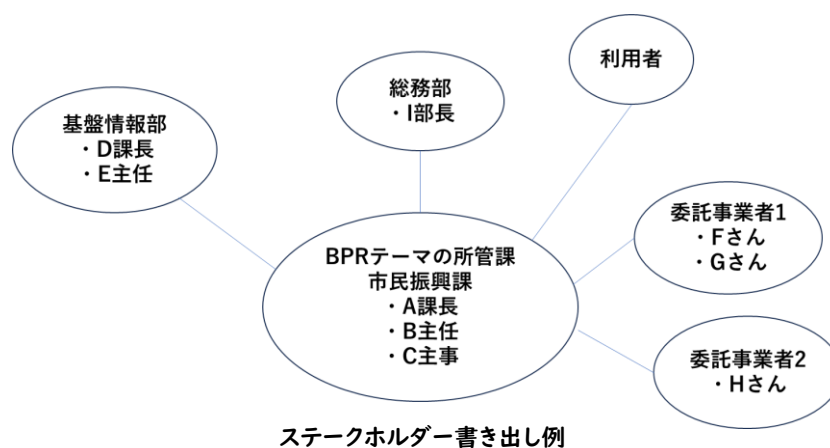 利用者
総務部
・I部長
基盤情報部
・D課長
・E主任
委託事業者1
・Fさん
・Gさん
BPRテーマの所管課
市民振興課
・A課長
・B主任
・C主事
委託事業者2
・Hさん
ステークホルダー書き出し例